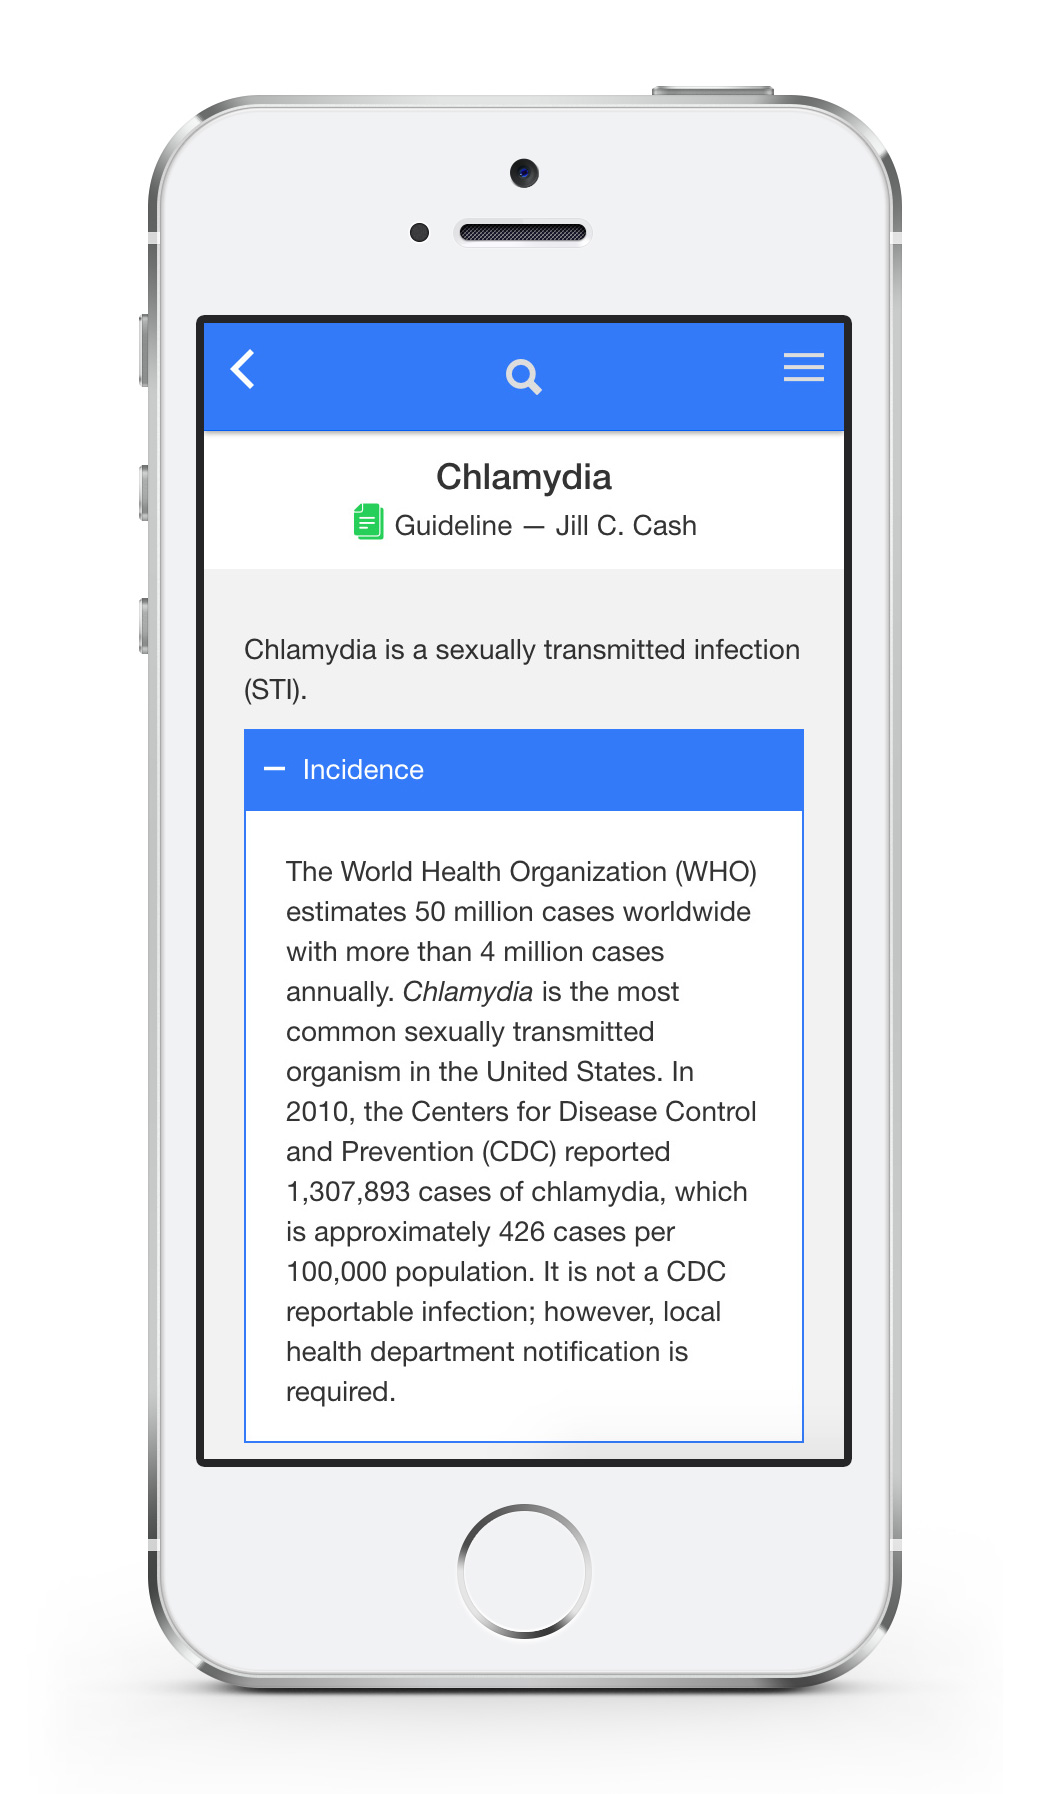 Chlamydia
Guideline — Jill C. Cash
Chlamydia is a sexually transmitted infection
(STI).
Incidence
The World Health Organization (WHO)
estimates 50 million cases worldwide
with more than 4 million cases
annually. Chlamydia is the most
common sexually transmitted
organism in the United States. In
2010, the Centers for Disease Control
and Prevention (CDC) reported
1,307,893 cases of chlamydia, which
is approximately 426 cases per
100,000 population. It is not a CDC
reportable infection; however, local
health department notification is
required.